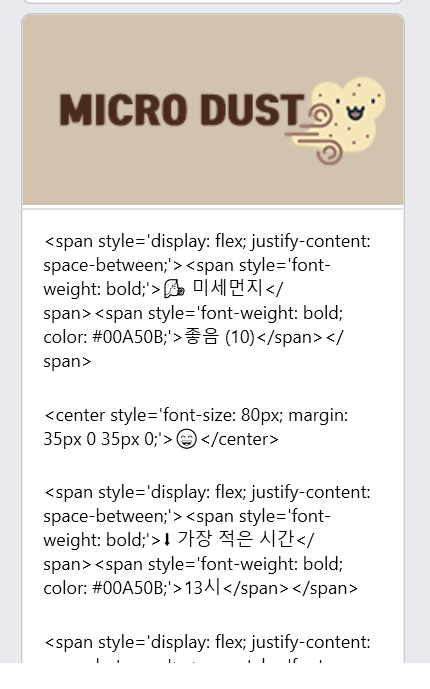 MICRO DUST
<span style='display: flex; justify-content:
space-between;'><span style='font-
weight: bold;'>🌬 미세먼지</
span><span style='font-weight: bold;
color: #00A50B;'>좋음 (10)</span></
span>
<center style='font-size: 80px; margin:
35px 0 35px 0;'>😄</center>
<span style='display: flex; justify-content:
space-between;'><span style='font-
weight: bold;'>⬇ 가장 적은 시간</
span><span style='font-weight: bold;
color: #00A50B;'>13시</span></span>
<span style='display: flex; justify-content: